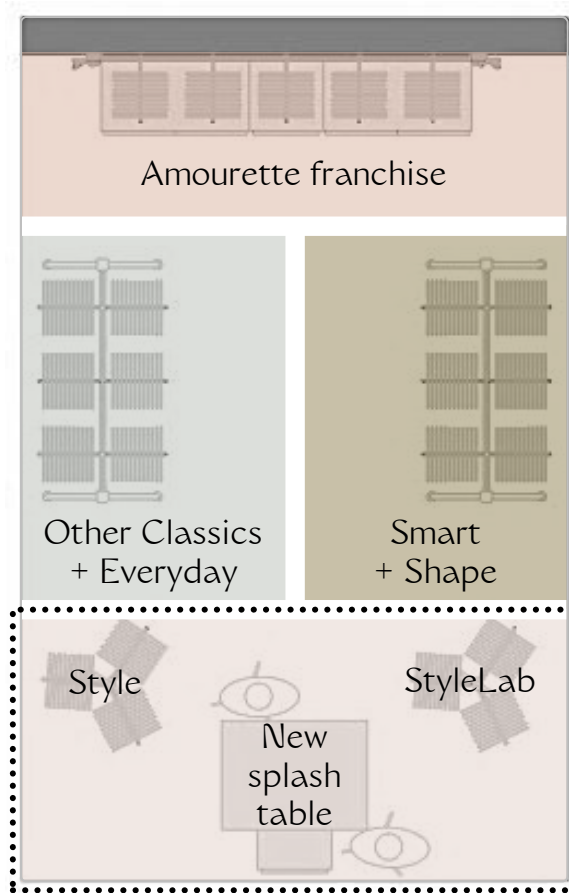 Amourette franchise
Other Classics
+ Everyday
Smart
+ Shape
Style
StyleLab
New
splash
table